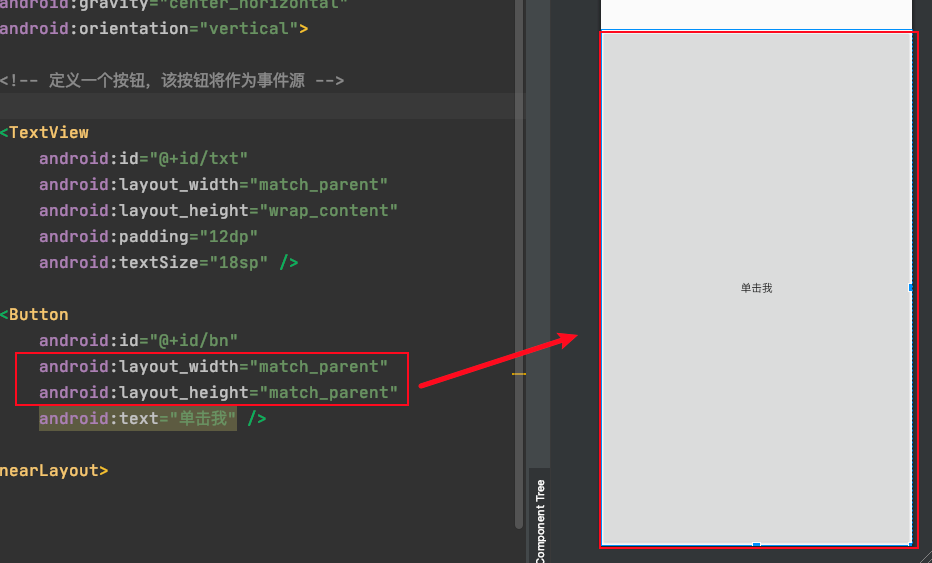 android:gravity="center_horizontal"
android:orientation="vertical">
<!-- 定义一个按钮，该按钮将作为事件源 -->
<TextView
android:id="@+id/txt"
android:layout_width="match_parent"
android:layout_height="wrap_content"
android:padding="12dp"
android:textSize="18sp" />
<Button
android:id="@+id/bn"
android:layout_width="match_parent"
android:layout_height="match_parent"
android:text="单击我" />
nearLayout>
Component Tree
单击我